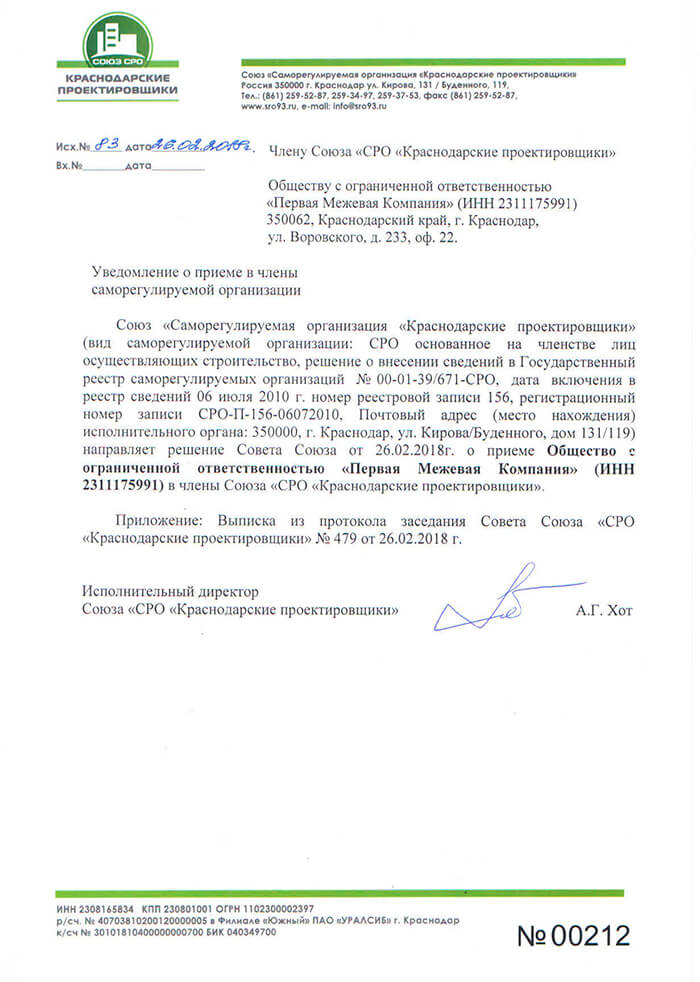 СОЮЗ СРО
КРАСНОДАРСКИЕ
ПРОЕКТИРОВЩИКИ
Союз «Саморегулируемая организация «Краснодарские проектировщики»
Россия 350000 г. Краснодар ул. Кирова, 131 / Буденного, 119,
Тел.: (861) 259-52-87, 259-34-97, 259-37-53, факс (861) 259-52-87,
www.sro93.ru, e-mail: info@sro93.ru
Исх.№ 83 дата 26.02.2018г.
Вх.№________дата__________
Члену Союза «СРО «Краснодарские проектировщики»
Обществу с ограниченной ответственностью
«Первая Межевая Компания» (ИНН 2311175991)
350062, Краснодарский край, г. Краснодар,
ул. Воровского, д. 233, оф. 22.
Уведомление о приеме в члены
саморегулируемой организации
Союз «Саморегулируемая организация «Краснодарские проектировщики»
(вид саморегулируемой организации: СРО основанное на членстве лиц
осуществляющих строительство, решение о внесении сведений в Государственный
реестр саморегулируемых организаций № 00-01-39/671-СРО, дата включения в
реестр сведений 06 июля 2010 г. номер реестровой записи 156, регистрационный
номер записи СРО-П-156-06072010, Почтовый адрес (место нахождения)
исполнительного органа: 350000, г. Краснодар, ул. Кирова/Буденного, дом 131/119)
направляет решение Совета Союза от 26.02.2018г. о приеме Общество с
ограниченной ответственностью «Первая Межевая Компания» (ИНН
2311175991) в члены Союза «СРО «Краснодарские проектировщики».
Приложение: Выписка из протокола заседания Совета Союза «СРО
«Краснодарские проектировщики» № 479 от 26.02.2018 г.
Исполнительный директор
Союза «СРО «Краснодарские проектировщики»
А.Г. Хот
ИНН 2308165834 КПП 230801001 ОГРН 1102300002397
р/сч. № 40703810200120000005 в Филиале «Южный» ПАО «УРАЛСИБ» г. Краснодар
к/сч № 30101810400000000700 БИК 040349700
№00212